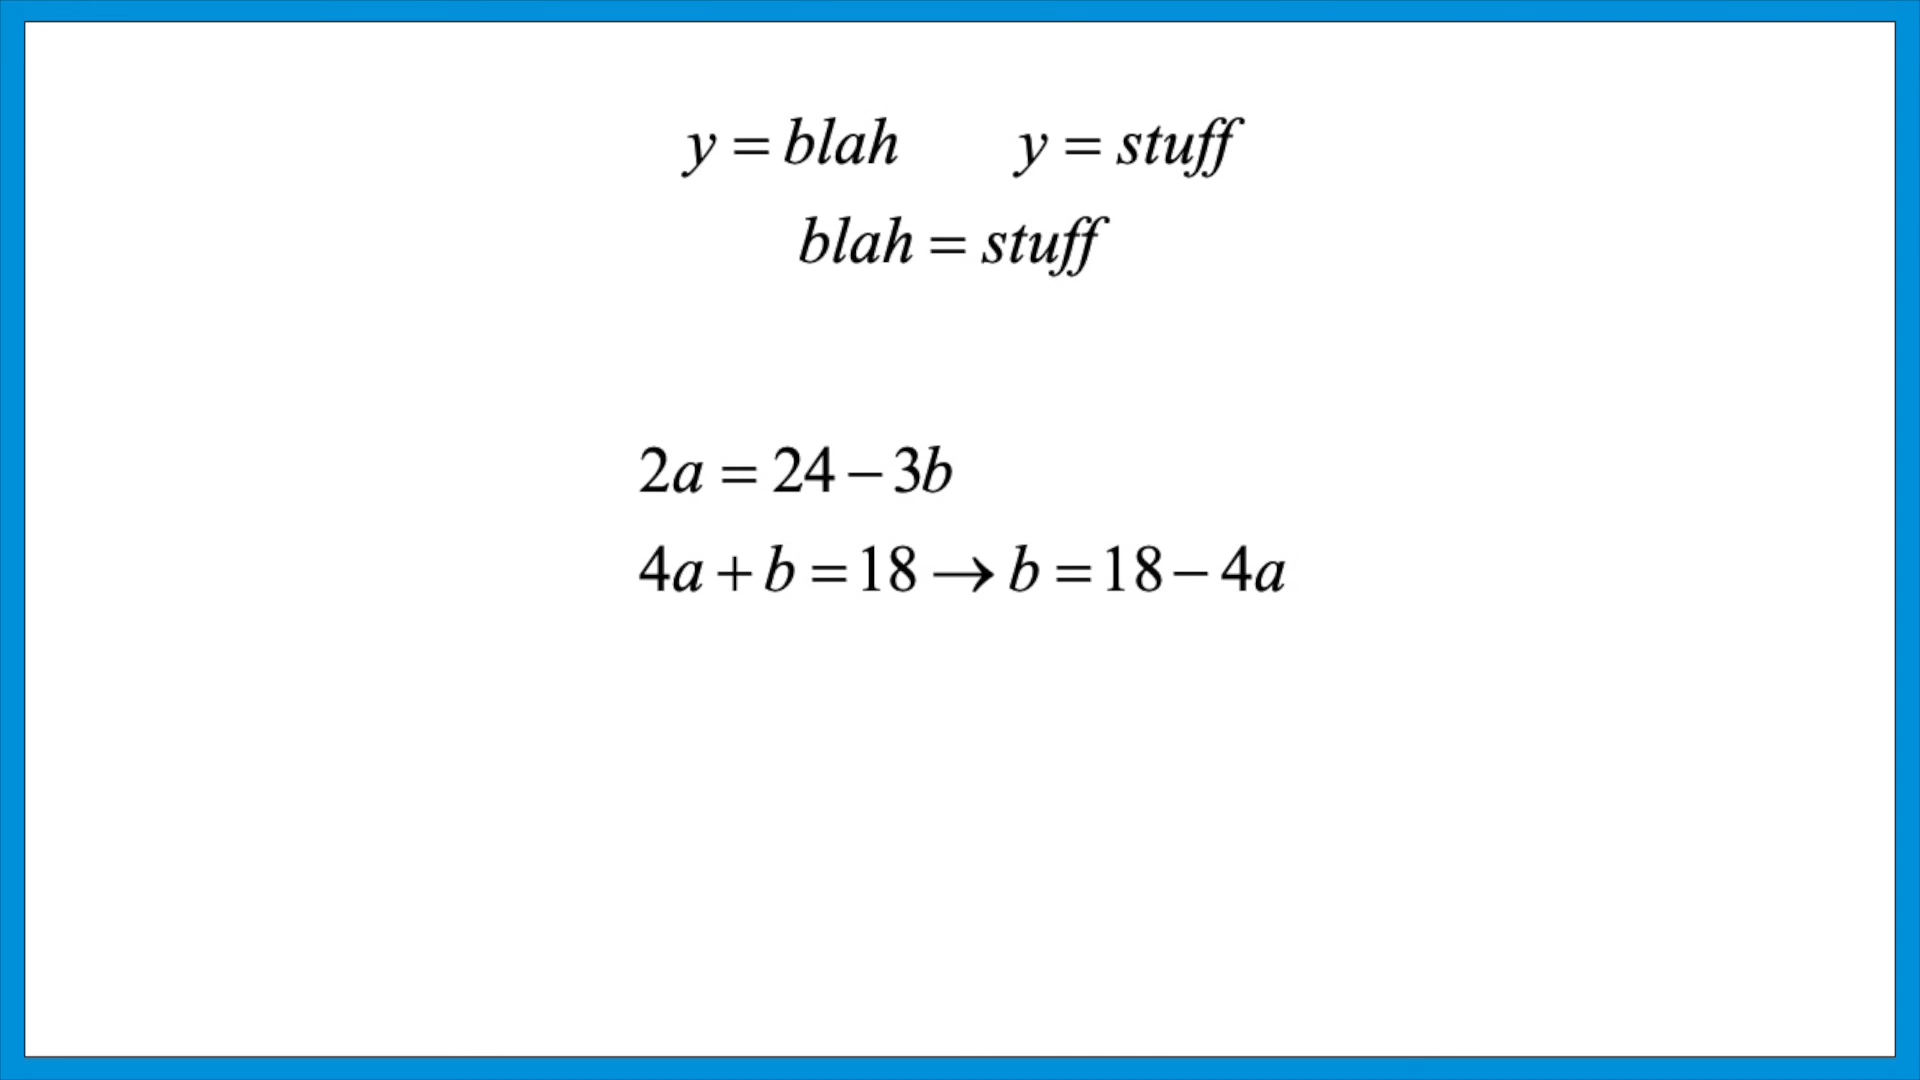 y = blah y = stuff
blah = stuff
2a = 24 − 3b
4a + b = 18 → b = 18 − 4a